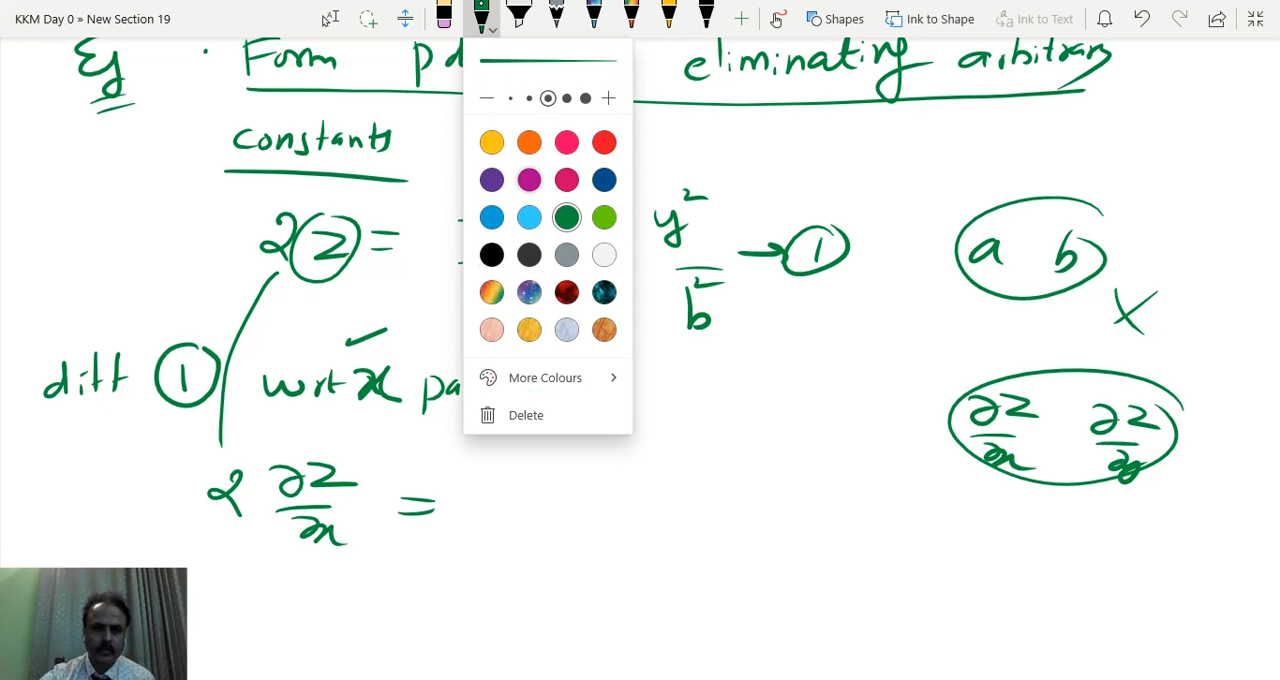 KKM Day 0 » New Section 19 Shapes Ink to Shape Ink to Text
Eg . Form pd eliminating arbitrary
constants
2z = y² / b² → ① a b
X
More Colours
diff ① wrt x pa
∂z/∂x ∂z/∂y
Delete
2 ∂z/∂x =